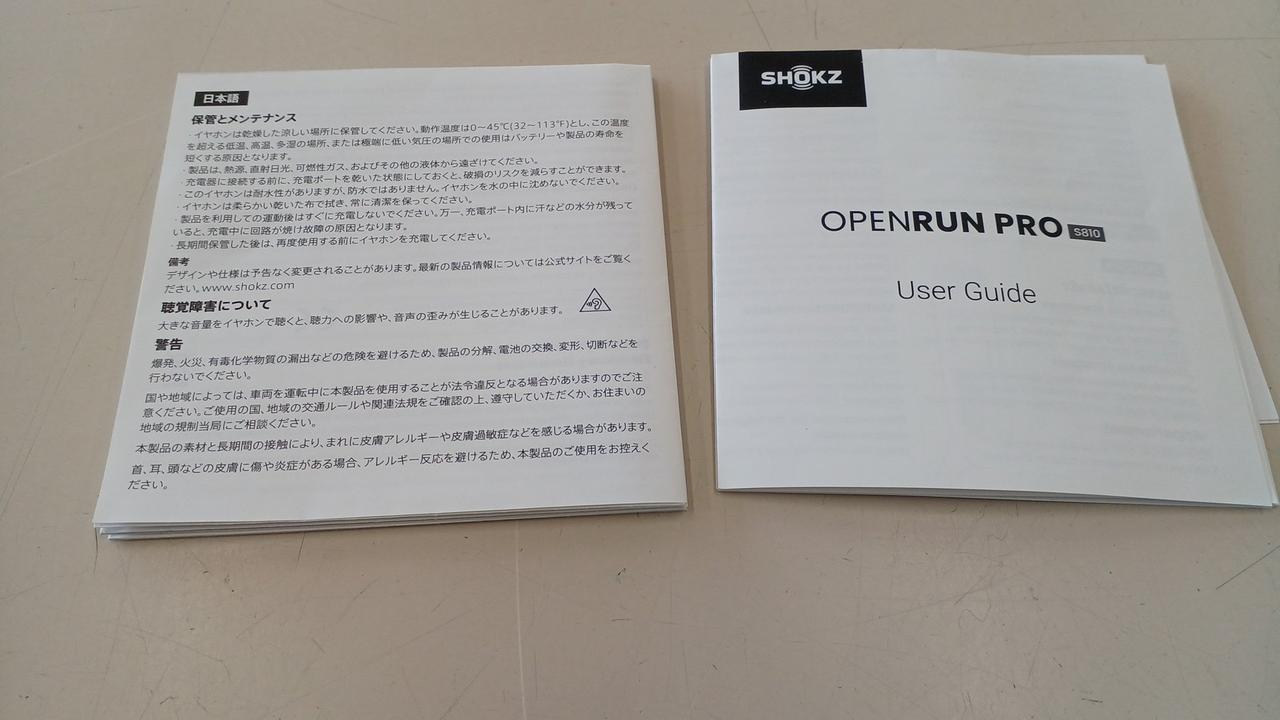 日本語
保管とメンテナンス
· イヤホンは乾燥した涼しい場所に保管してください。動作温度は0～45℃(32～113℉)とし、この温度
を超える低温、高温、多湿の場所、または極端に低い気圧の場所での使用はバッテリーや製品の寿命を
短くする原因となります。
· 製品は、熱源、直射日光、可燃性ガス、およびその他の液体から遠ざけてください。
· 充電器に接続する前に、充電ポートを乾いた状態にしておくと、破損のリスクを減らすことができます。
· このイヤホンは耐水性がありますが、防水ではありません。イヤホンを水の中に沈めないでください。
· イヤホンは柔らかい乾いた布で拭き、常に清潔を保ってください。
· 製品を利用しての運動後はすぐに充電しないでください。万一、充電ポート内に汗などの水分が残って
いると、充電中に回路が焼け故障の原因となります。
· 長期間保管した後は、再度使用する前にイヤホンを充電してください。
備考
デザインや仕様は予告なく変更されることがあります。最新の製品情報については公式サイトをご覧く
ださい。www.shokz.com
聴覚障害について
大きな音量をイヤホンで聴くと、聴力への影響や、音声の歪みが生じることがあります。
警告
爆発、火災、有毒化学物質の漏出などの危険を避けるため、製品の分解、電池の交換、変形、切断などを
行わないでください。
国や地域によっては、車両を運転中に本製品を使用することが法令違反となる場合がありますのでご注
意ください。ご使用の国、地域の交通ルールや関連法規をご確認の上、遵守していただくか、お住まいの
地域の規制当局にご相談ください。
本製品の素材と長期間の接触により、まれに皮膚アレルギーや皮膚過敏症などを感じる場合があります。
首、耳、頭などの皮膚に傷や炎症がある場合、アレルギー反応を避けるため、本製品のご使用をお控えく
ださい。
SHOKZ
OPENRUN PRO S810
User Guide